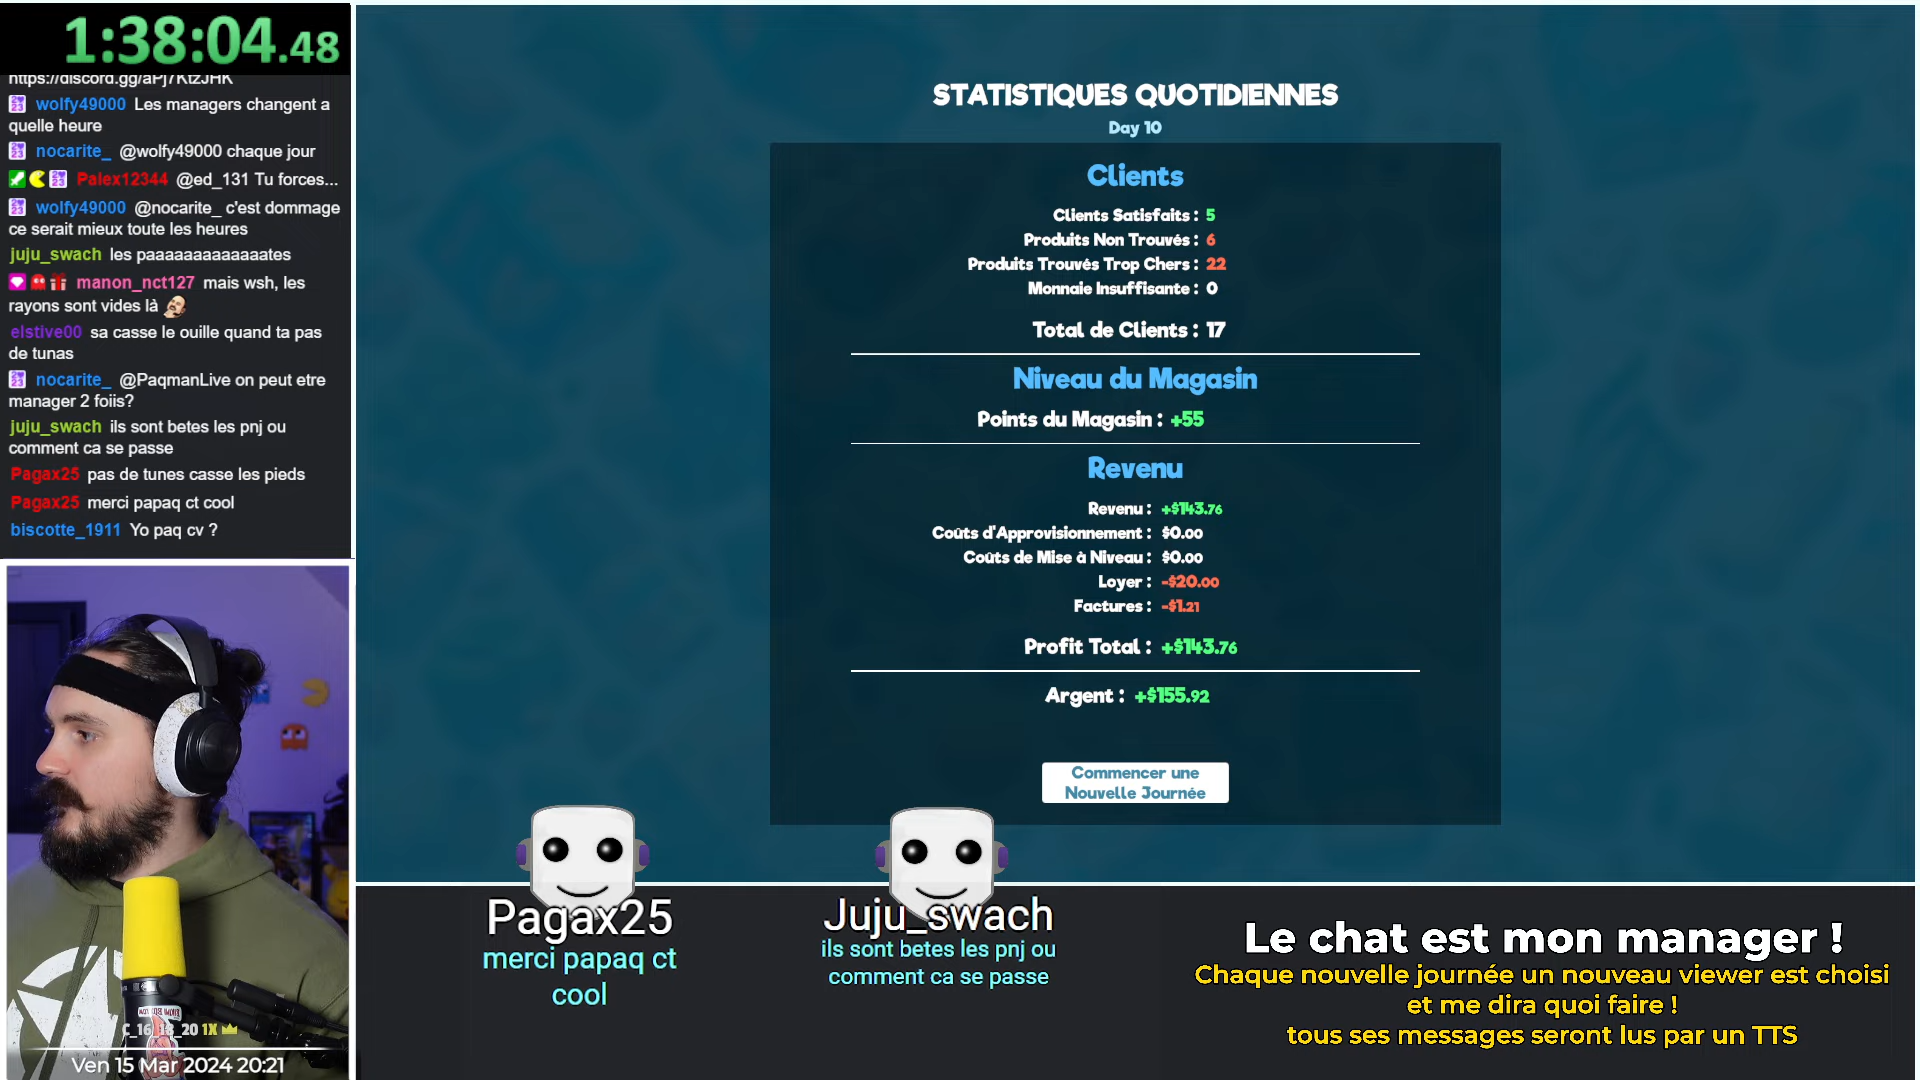 1:38:04.48
https://discord.gg/aPj7KtzJHK
wolfy49000 Les managers changent a
quelle heure
nocarite_ @wolfy49000 chaque jour
Palex12344 @ed_131 Tu forces...
wolfy49000 @nocarite_ c'est dommage
ce serait mieux toute les heures
juju_swach les paaaaaaaaaaaaates
manon_nct127 mais wsh, les
rayons sont vides là
elstive00 sa casse le ouille quand ta pas
de tunas
nocarite_ @PaqmanLive on peut etre
manager 2 foiis?
juju_swach ils sont betes les pnj ou
comment ca se passe
Pagax25 pas de tunes casse les pieds
Pagax25 merci papaq ct cool
biscotte_1911 Yo paq cv ?
STATISTIQUES QUOTIDIENNES
Day 10
Clients
Clients Satisfaits : 5
Produits Non Trouvés : 6
Produits Trouvés Trop Chers : 22
Monnaie Insuffisante : 0
Total de Clients : 17
Niveau du Magasin
Points du Magasin : +55
Revenu
Revenu : +$143.76
Coûts d'Approvisionnement : $0.00
Coûts de Mise à Niveau : $0.00
Loyer : -$20.00
Factures : -$1.21
Profit Total : +$143.76
Argent : +$155.92
Commencer une
Nouvelle Journée
Pagax25
merci papaq ct
cool
Juju_swach
ils sont betes les pnj ou
comment ca se passe
Le chat est mon manager !
Chaque nouvelle journée un nouveau viewer est choisi
et me dira quoi faire !
tous ses messages seront lus par un TTS
1X
Ven 15 Mar 2024 20:21